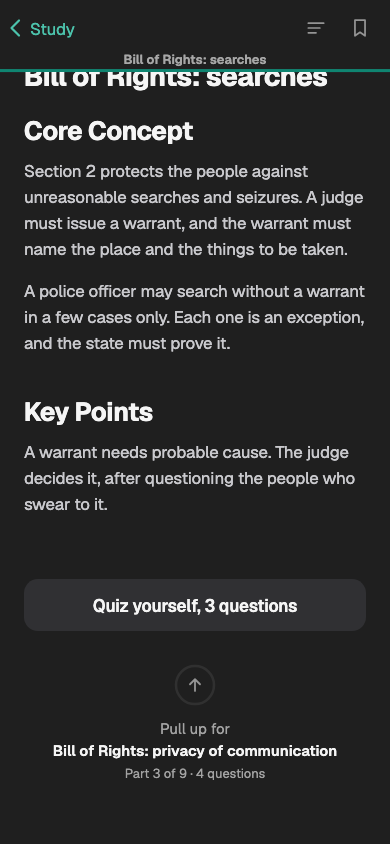 Study
Bill of Rights: searches
Bill of Rights: searches
Core Concept
Section 2 protects the people against
unreasonable searches and seizures. A judge
must issue a warrant, and the warrant must
name the place and the things to be taken.
A police officer may search without a warrant
in a few cases only. Each one is an exception,
and the state must prove it.
Key Points
A warrant needs probable cause. The judge
decides it, after questioning the people who
swear to it.
Quiz yourself, 3 questions
Pull up for
Bill of Rights: privacy of communication
Part 3 of 9 · 4 questions